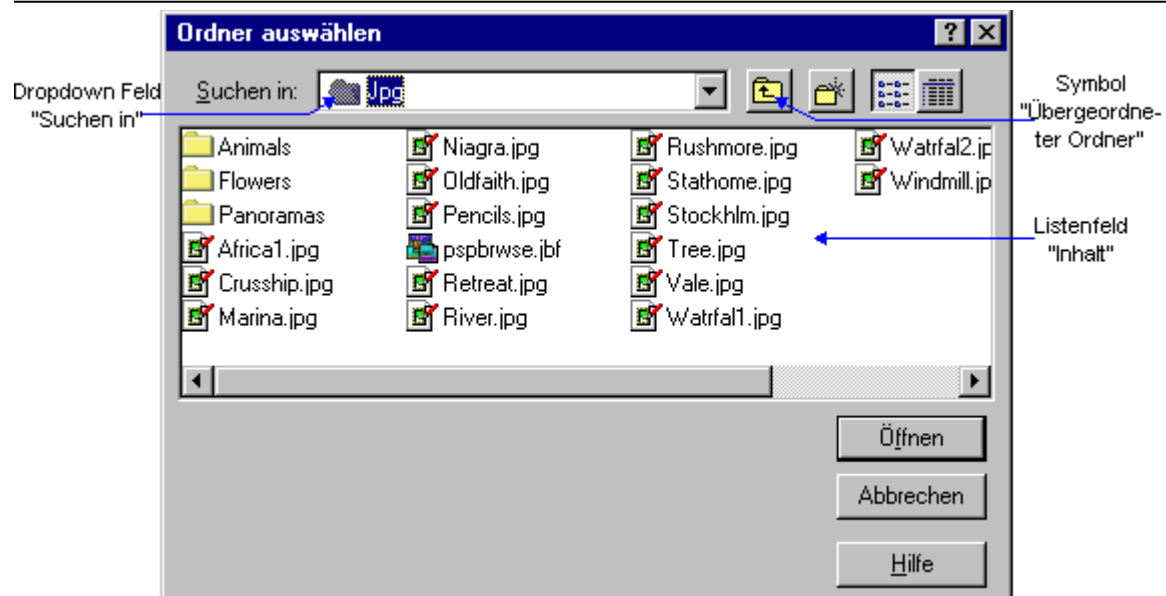 Ordner auswählen
Dropdown Feld
"Suchen in"
Suchen in:
Jpg
Symbol
"Übergeordne-
ter Ordner"
Animals
Flowers
Panoramas
Africa1.jpg
Crusship.jpg
Marina.jpg
Niagra.jpg
Oldfaith.jpg
Pencils.jpg
pspbrwse.jbf
Retreat.jpg
River.jpg
Rushmore.jpg
Stathome.jpg
Stockhlm.jpg
Tree.jpg
Vale.jpg
Watrfal1.jpg
Watrfal2.jp
Windmill.jp
Listenfeld
"Inhalt"
Öffnen
Abbrechen
Hilfe